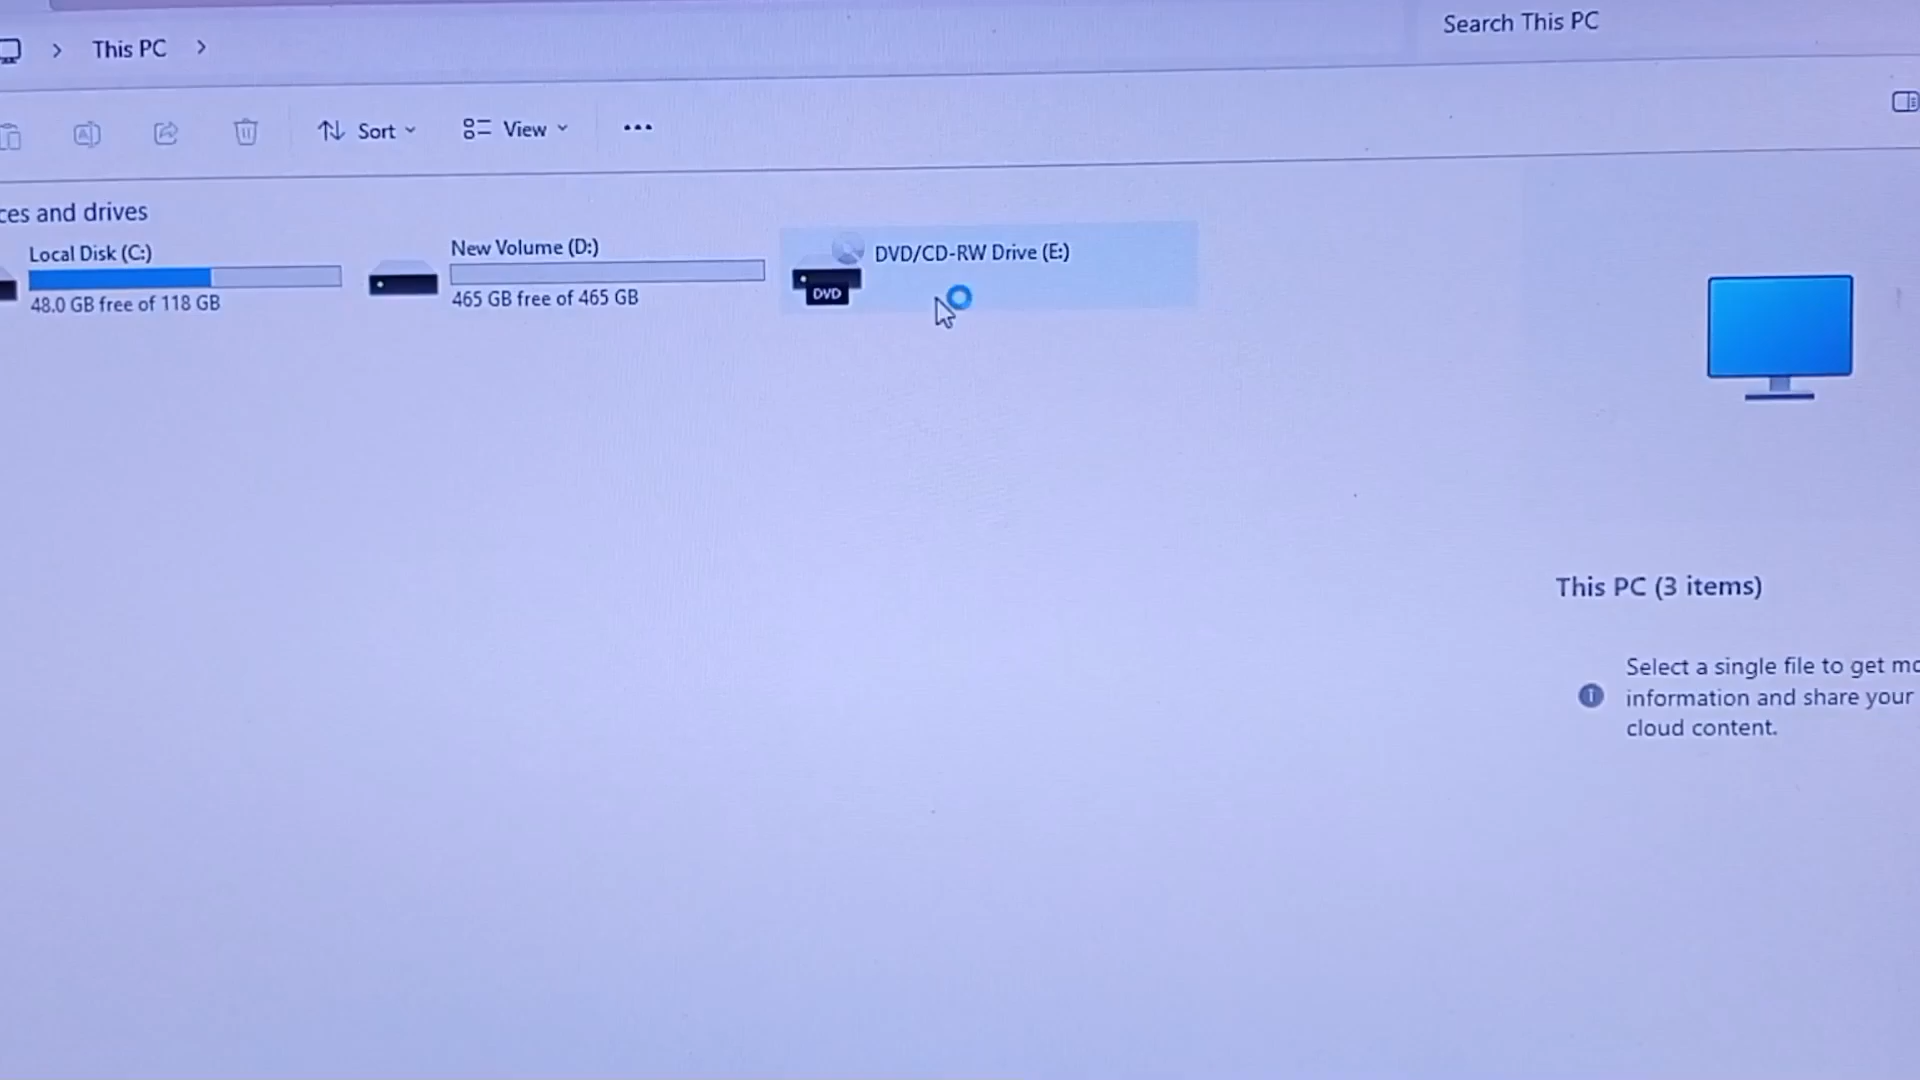 This PC
Search This PC
Sort
View
ces and drives
Local Disk (C:)
48.0 GB free of 118 GB
New Volume (D:)
465 GB free of 465 GB
DVD/CD-RW Drive (E:)
DVD
This PC (3 items)
Select a single file to get mo
information and share your
cloud content.